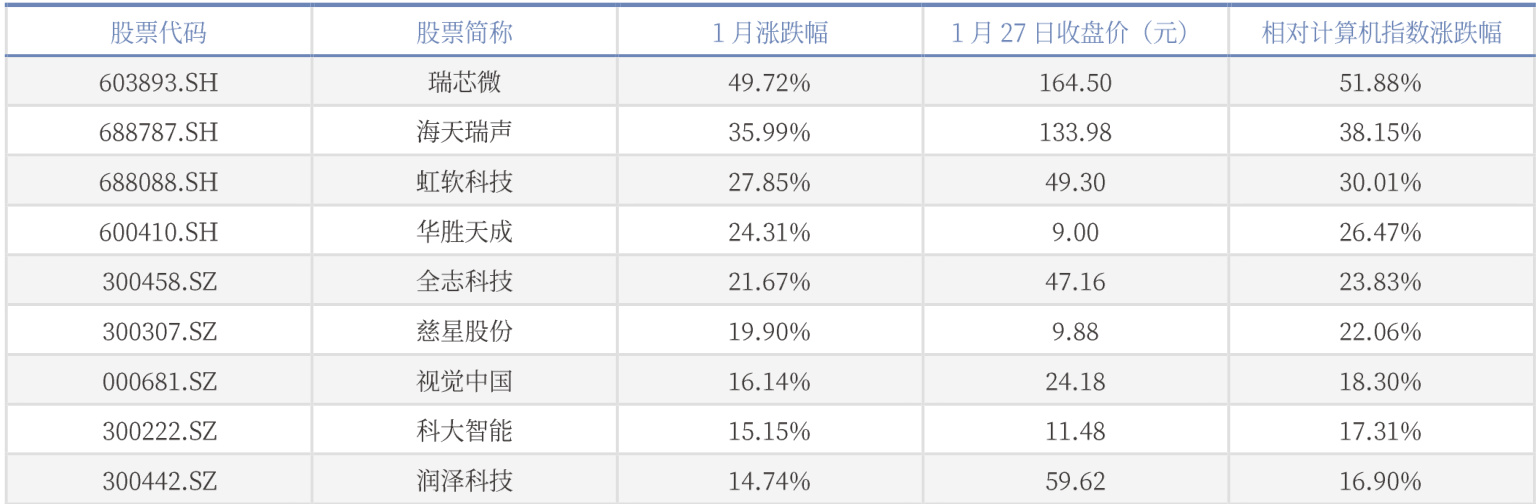 股票代码 股票简称 1 月涨跌幅 1 月 27 日收盘价（元） 相对计算机指数涨跌幅
603893.SH 瑞芯微 49.72% 164.50 51.88%
688787.SH 海天瑞声 35.99% 133.98 38.15%
688088.SH 虹软科技 27.85% 49.30 30.01%
600410.SH 华胜天成 24.31% 9.00 26.47%
300458.SZ 全志科技 21.67% 47.16 23.83%
300307.SZ 慈星股份 19.90% 9.88 22.06%
000681.SZ 视觉中国 16.14% 24.18 18.30%
300222.SZ 科大智能 15.15% 11.48 17.31%
300442.SZ 润泽科技 14.74% 59.62 16.90%